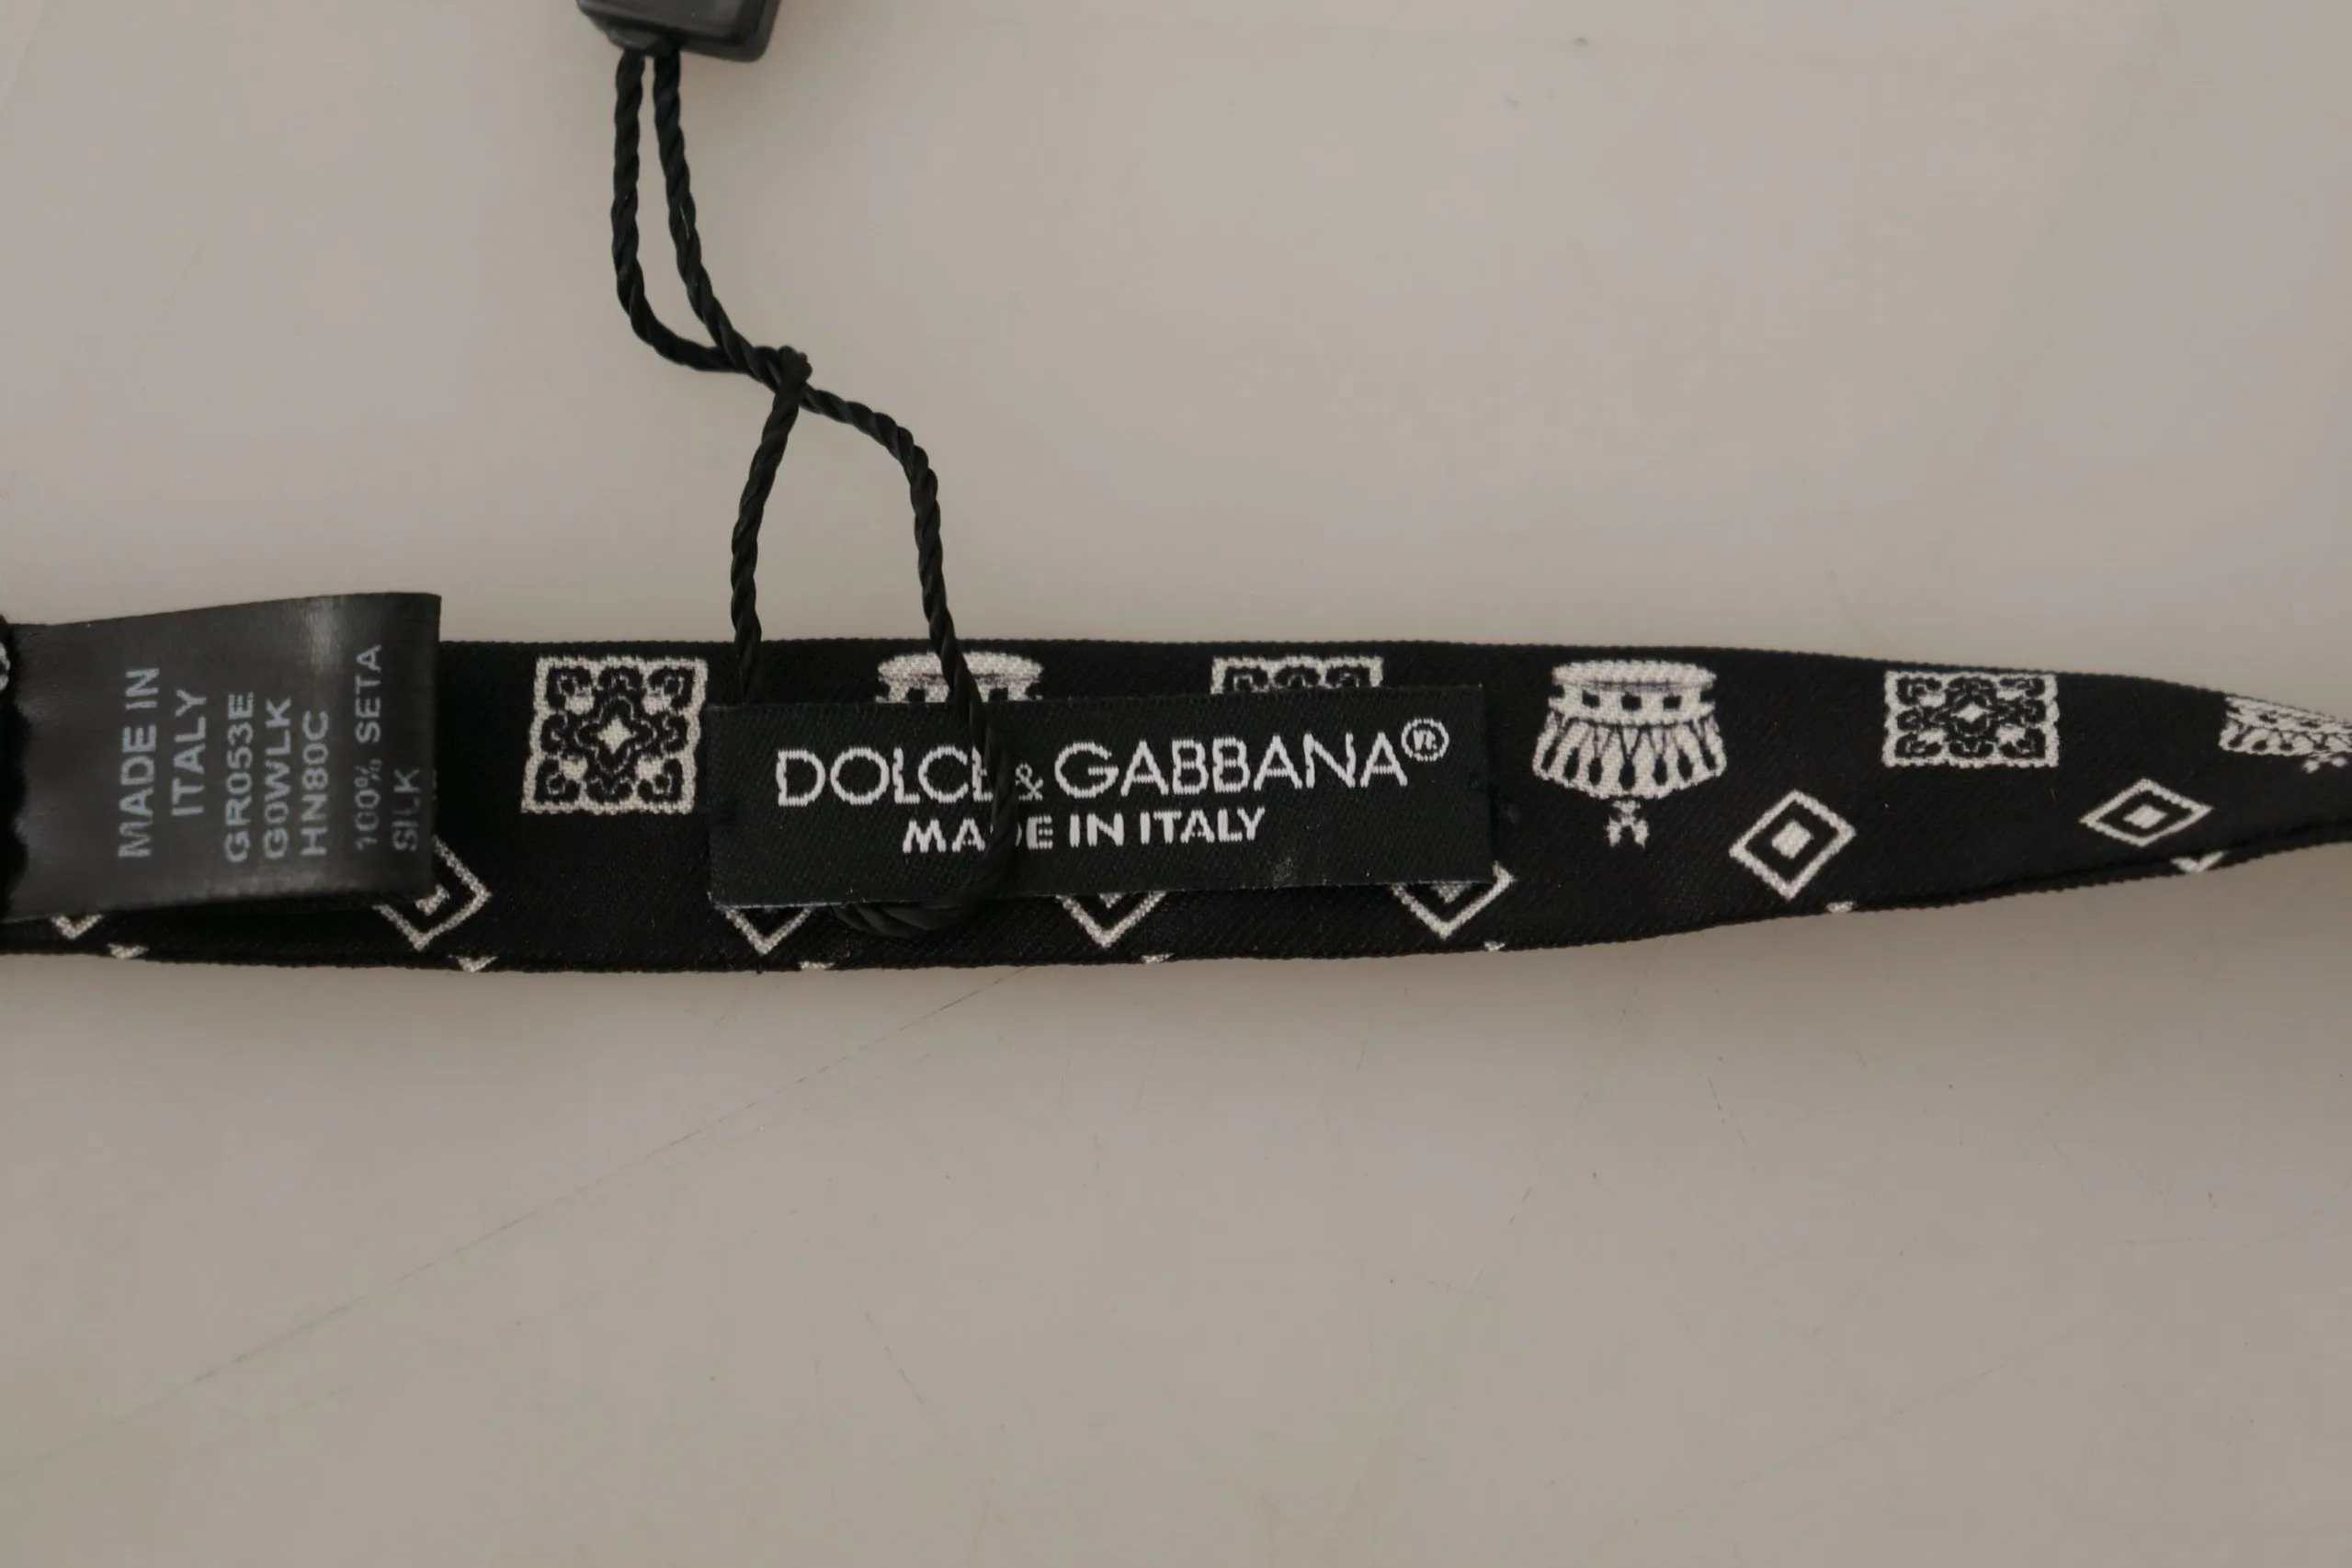 MADE IN
ITALY
GR053E
G0WLK
HN80C
100% SETA
SILK
DOLCE & GABBANA®
MADE IN ITALY